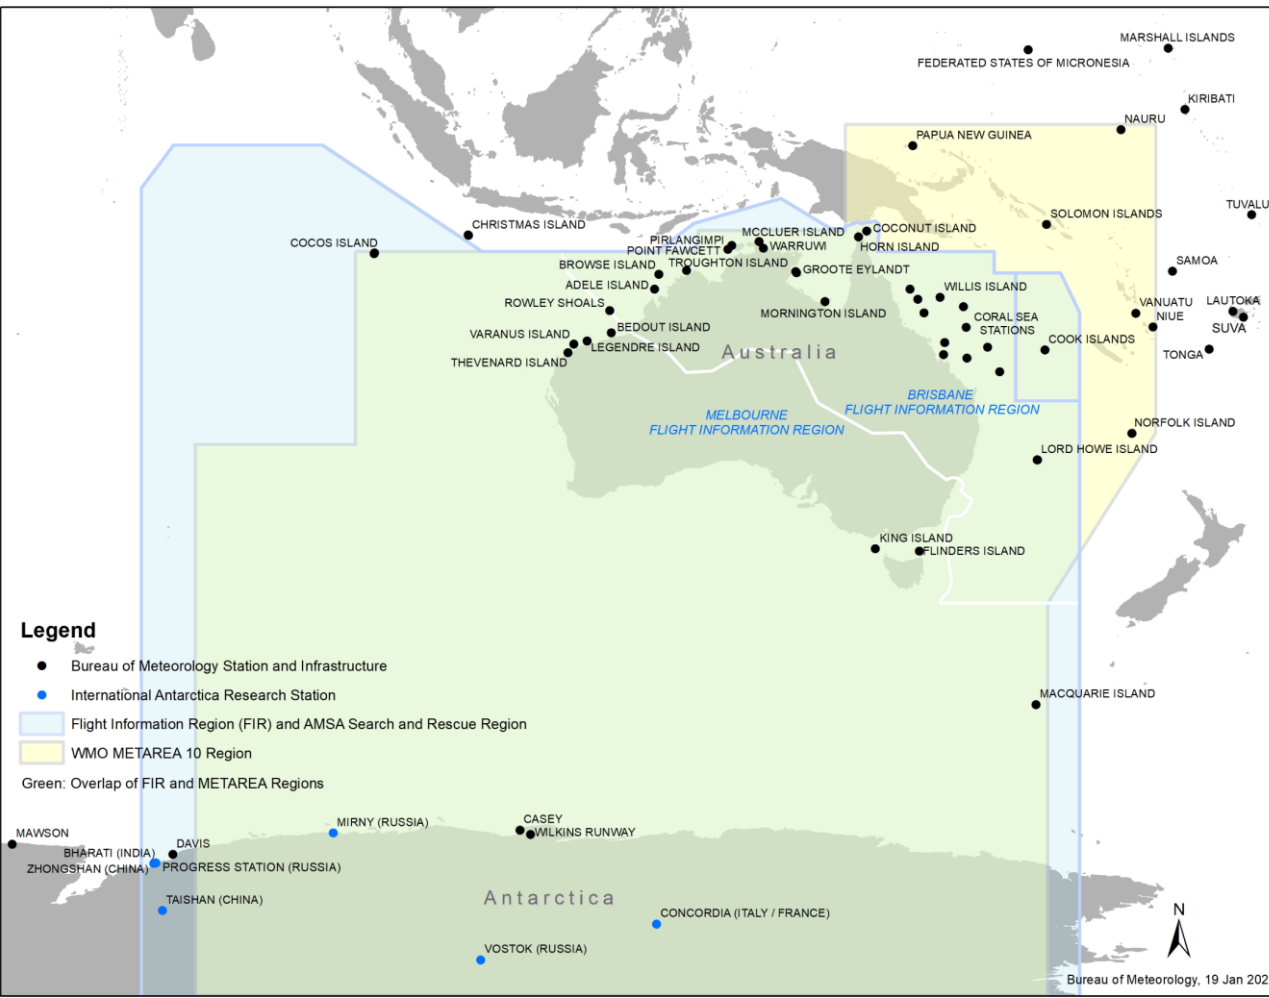 MARSHALL ISLANDS
FEDERATED STATES OF MICRONESIA
KIRIBATI
NAURU
PAPUA NEW GUINEA
TUVALU
SOLOMON ISLANDS
CHRISTMAS ISLAND
COCOS ISLAND
MCCLUER ISLAND
COCONUT ISLAND
PIRLANGIMPI
WARRUWI
HORN ISLAND
POINT FAWCETT
SAMOA
BROWSE ISLAND
TROUGHTON ISLAND
GROOTE EYLANDT
ADELE ISLAND
WILLIS ISLAND
ROWLEY SHOALS
MORNINGTON ISLAND
VANUATU
LAUTOKA
CORAL SEA
STATIONS
NIUE
SUVA
VARANUS ISLAND
BEDOUT ISLAND
LEGENDRE ISLAND
COOK ISLANDS
TONGA
THEVENARD ISLAND
Australia
BRISBANE
FLIGHT INFORMATION REGION
MELBOURNE
FLIGHT INFORMATION REGION
NORFOLK ISLAND
LORD HOWE ISLAND
KING ISLAND
FLINDERS ISLAND
Legend
Bureau of Meteorology Station and Infrastructure
International Antarctica Research Station
Flight Information Region (FIR) and AMSA Search and Rescue Region
WMO METAREA 10 Region
Green: Overlap of FIR and METAREA Regions
MACQUARIE ISLAND
MIRNY (RUSSIA)
CASEY
WILKINS RUNWAY
MAWSON
DAVIS
BHARATI (INDIA)
ZHONGSHAN (CHINA)
PROGRESS STATION (RUSSIA)
TAISHAN (CHINA)
Antarctica
CONCORDIA (ITALY / FRANCE)
VOSTOK (RUSSIA)
N
Bureau of Meteorology, 19 Jan 202